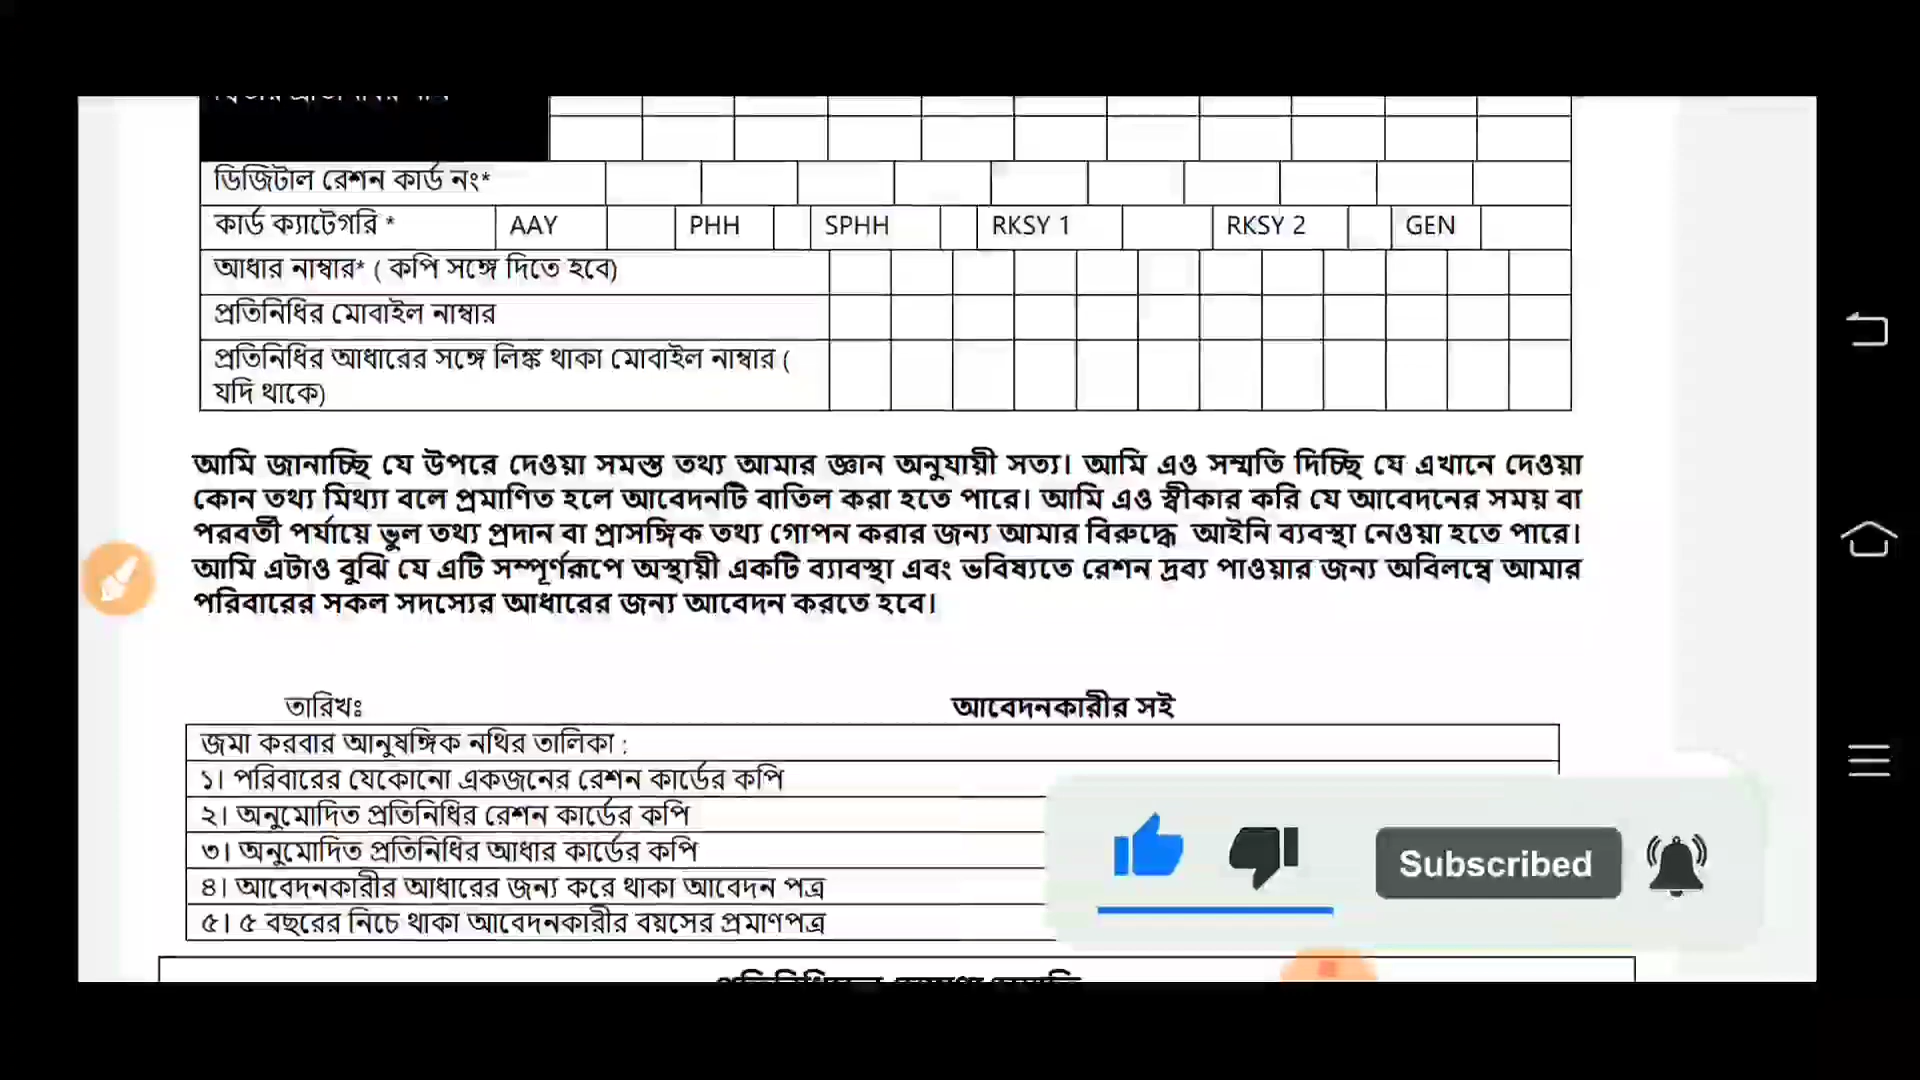 ডিজিটাল রেশন কার্ড নং*
কার্ড ক্যাটেগরি * AAY PHH SPHH RKSY 1 RKSY 2 GEN
আধার নাম্বার* ( কপি সঙ্গে দিতে হবে)
প্রতিনিধির মোবাইল নাম্বার
প্রতিনিধির আধারের সঙ্গে লিঙ্ক থাকা মোবাইল নাম্বার (
যদি থাকে)
আমি জানাচ্ছি যে উপরে দেওয়া সমস্ত তথ্য আমার জ্ঞান অনুযায়ী সত্য। আমি এও সম্মতি দিচ্ছি যে এখানে দেওয়া
কোন তথ্য মিথ্যা বলে প্রমাণিত হলে আবেদনটি বাতিল করা হতে পারে। আমি এও স্বীকার করি যে আবেদনের সময় বা
পরবর্তী পর্যায়ে ভুল তথ্য প্রদান বা প্রাসঙ্গিক তথ্য গোপন করার জন্য আমার বিরুদ্ধে আইনি ব্যবস্থা নেওয়া হতে পারে।
আমি এটাও বুঝি যে এটি সম্পূর্ণরূপে অস্থায়ী একটি ব্যাবস্থা এবং ভবিষ্যতে রেশন দ্রব্য পাওয়ার জন্য অবিলম্বে আমার
পরিবারের সকল সদস্যের আধারের জন্য আবেদন করতে হবে।
তারিখঃ আবেদনকারীর সই
জমা করবার আনুষঙ্গিক নথির তালিকা :
১। পরিবারের যেকোনো একজনের রেশন কার্ডের কপি
২। অনুমোদিত প্রতিনিধির রেশন কার্ডের কপি
৩। অনুমোদিত প্রতিনিধির আধার কার্ডের কপি
৪। আবেদনকারীর আধারের জন্য করে থাকা আবেদন পত্র
৫। ৫ বছরের নিচে থাকা আবেদনকারীর বয়সের প্রমাণপত্র
Subscribed